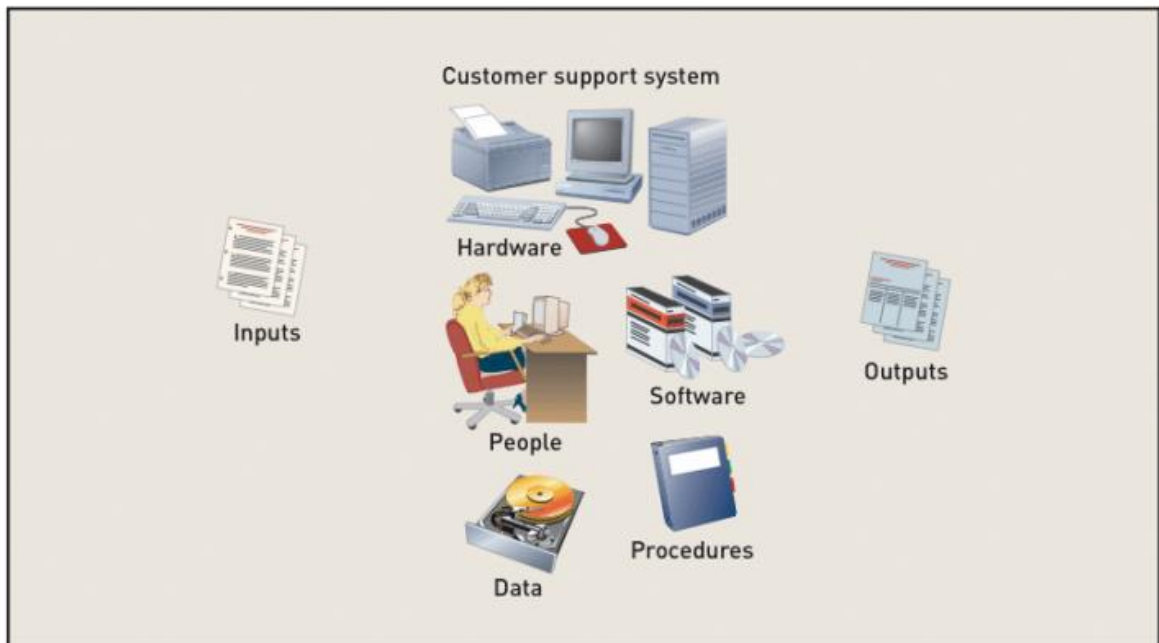 Customer support system
Hardware
Inputs
Outputs
Software
People
Procedures
Data